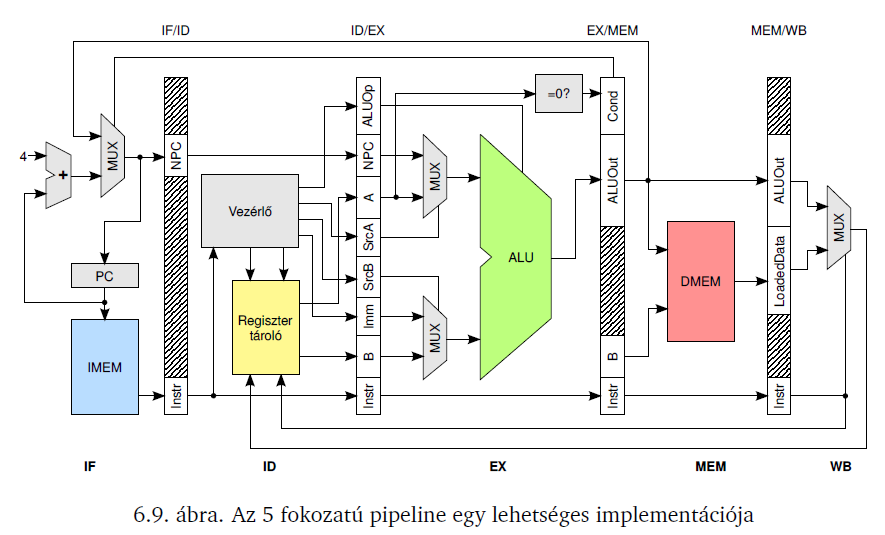 IF/ID
ID/EX
EX/MEM
MEM/WB
4
+
MUX
PC
IMEM
NPC
Instr
Vezérlő
Regiszter
tároló
ALUOp
NPC
A
SrcA
SrcB
Imm
B
Instr
MUX
MUX
ALU
=0?
Cond
ALUOut
B
Instr
DMEM
ALUOut
LoadedData
Instr
MUX
IF
ID
EX
MEM
WB
6.9. ábra. Az 5 fokozatú pipeline egy lehetséges implementációja